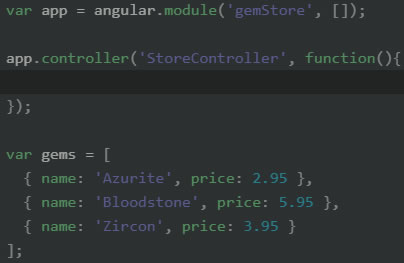 var app = angular.module('gemStore', []);
app.controller('StoreController', function(){
});
var gems = [
  { name: 'Azurite', price: 2.95 },
  { name: 'Bloodstone', price: 5.95 },
  { name: 'Zircon', price: 3.95 }
];